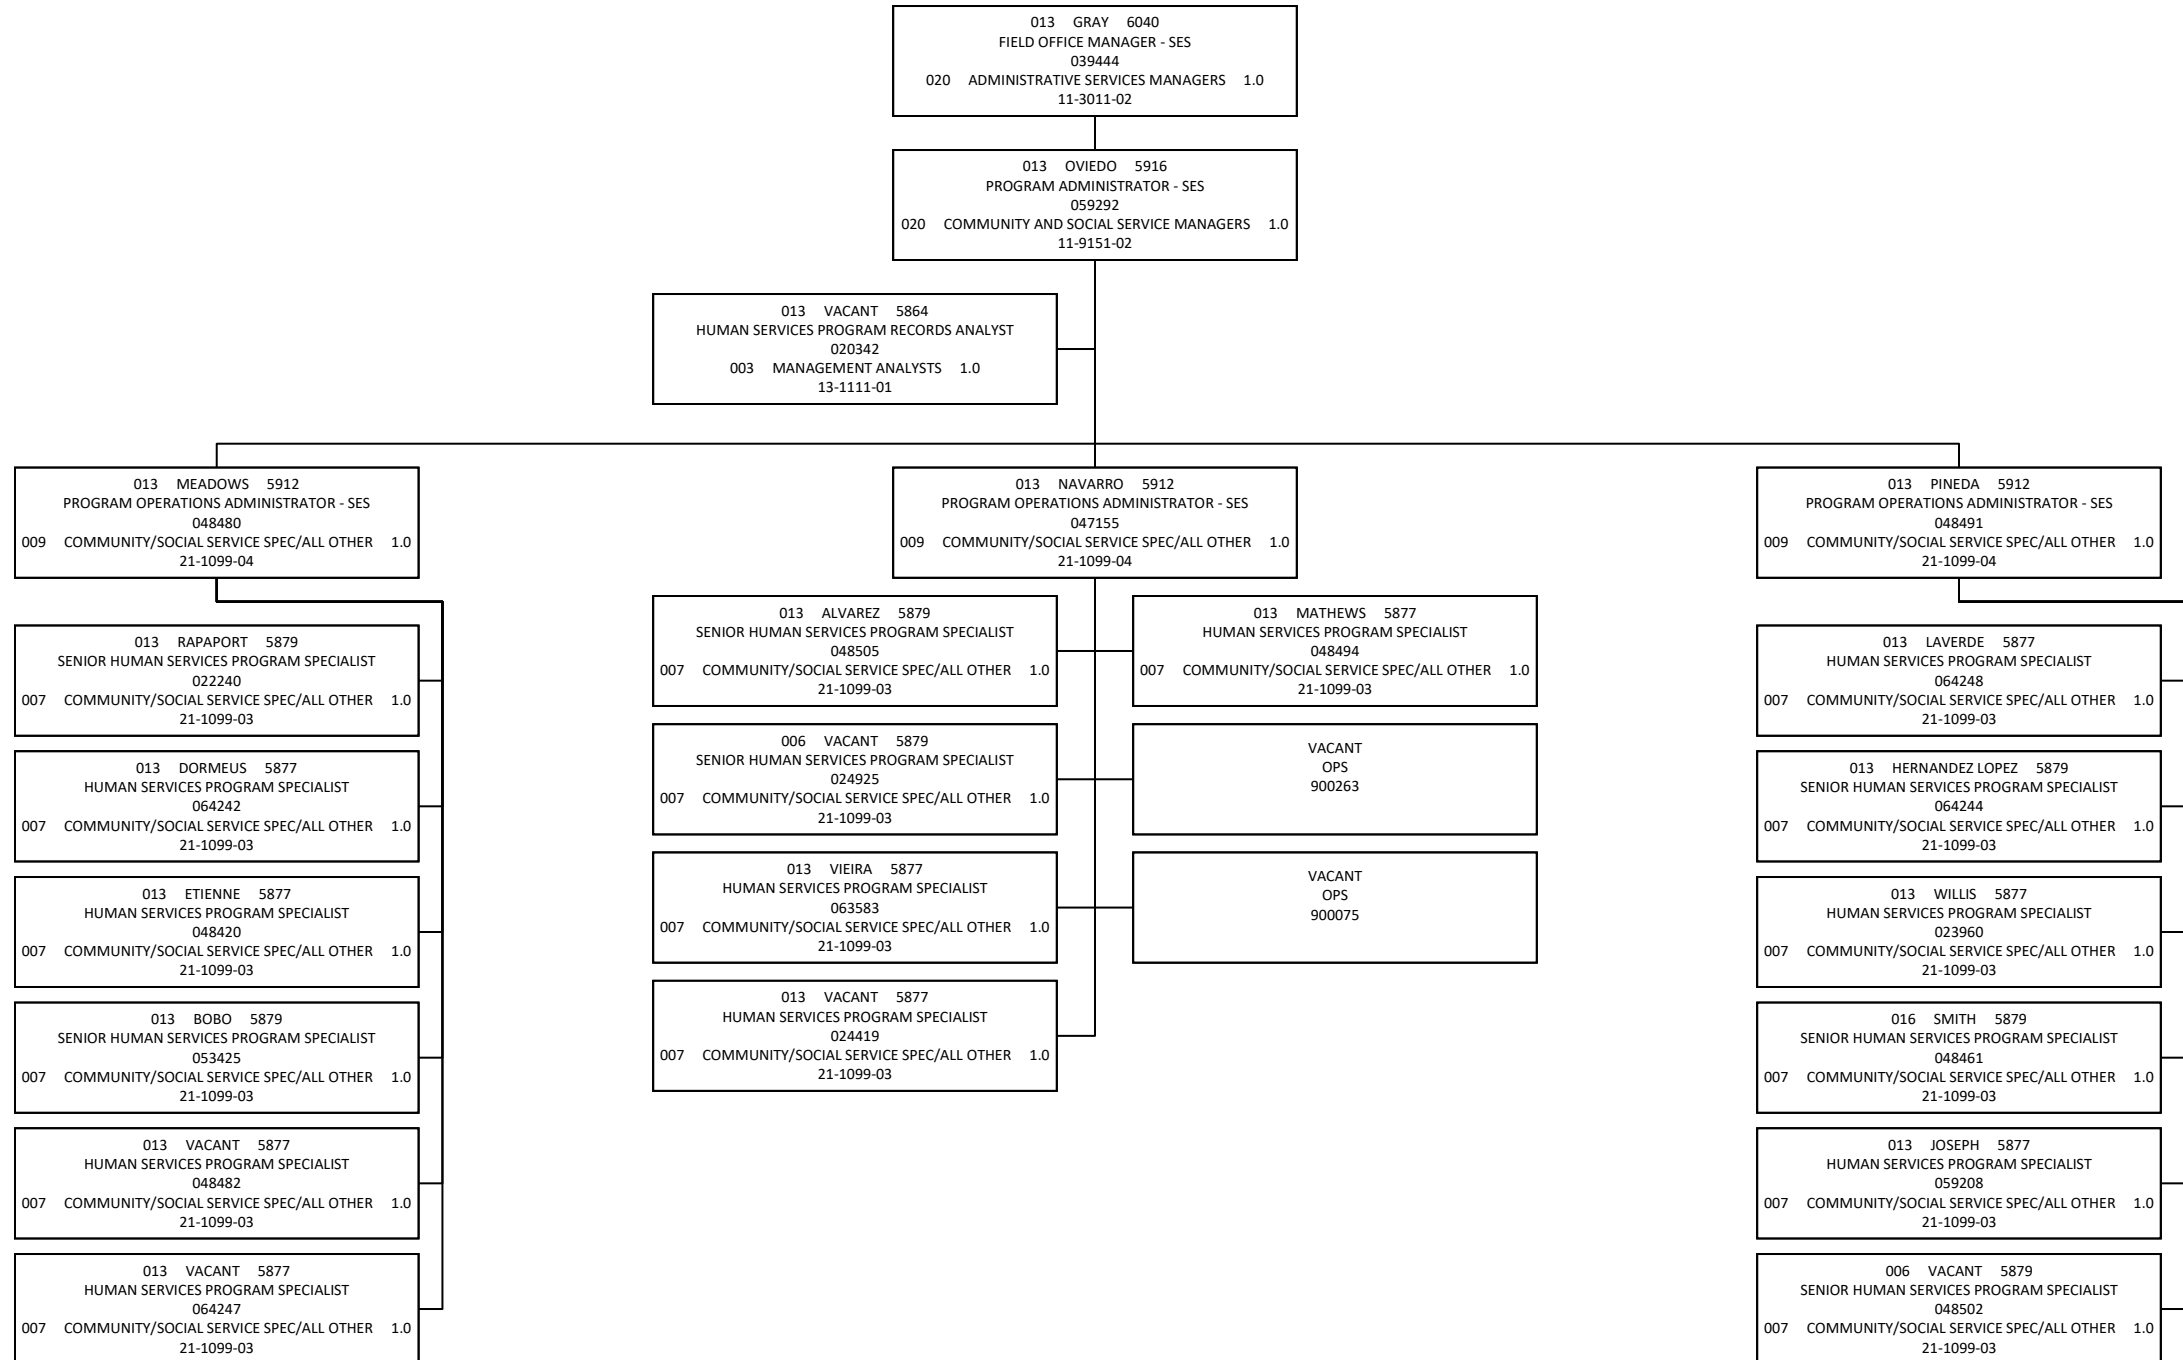 013 GRAY 6040
FIELD OFFICE MANAGER - SES
039444
020 ADMINISTRATIVE SERVICES MANAGERS 1.0
11-3011-02
013 OVIEDO 5916
PROGRAM ADMINISTRATOR - SES
059292
020 COMMUNITY AND SOCIAL SERVICE MANAGERS 1.0
11-9151-02
013 VACANT 5864
HUMAN SERVICES PROGRAM RECORDS ANALYST
020342
003 MANAGEMENT ANALYSTS 1.0
13-1111-01
013 MEADOWS 5912
PROGRAM OPERATIONS ADMINISTRATOR - SES
048480
009 COMMUNITY/SOCIAL SERVICE SPEC/ALL OTHER 1.0
21-1099-04
013 RAPAPORT 5879
SENIOR HUMAN SERVICES PROGRAM SPECIALIST
022240
007 COMMUNITY/SOCIAL SERVICE SPEC/ALL OTHER 1.0
21-1099-03
013 DORMEUS 5877
HUMAN SERVICES PROGRAM SPECIALIST
064242
007 COMMUNITY/SOCIAL SERVICE SPEC/ALL OTHER 1.0
21-1099-03
013 ETIENNE 5877
HUMAN SERVICES PROGRAM SPECIALIST
048420
007 COMMUNITY/SOCIAL SERVICE SPEC/ALL OTHER 1.0
21-1099-03
013 BOBO 5879
SENIOR HUMAN SERVICES PROGRAM SPECIALIST
053425
007 COMMUNITY/SOCIAL SERVICE SPEC/ALL OTHER 1.0
21-1099-03
013 VACANT 5877
HUMAN SERVICES PROGRAM SPECIALIST
048482
007 COMMUNITY/SOCIAL SERVICE SPEC/ALL OTHER 1.0
21-1099-03
013 VACANT 5877
HUMAN SERVICES PROGRAM SPECIALIST
064247
007 COMMUNITY/SOCIAL SERVICE SPEC/ALL OTHER 1.0
21-1099-03
013 NAVARRO 5912
PROGRAM OPERATIONS ADMINISTRATOR - SES
047155
009 COMMUNITY/SOCIAL SERVICE SPEC/ALL OTHER 1.0
21-1099-04
013 ALVAREZ 5879
SENIOR HUMAN SERVICES PROGRAM SPECIALIST
048505
007 COMMUNITY/SOCIAL SERVICE SPEC/ALL OTHER 1.0
21-1099-03
013 MATHEWS 5877
HUMAN SERVICES PROGRAM SPECIALIST
048494
007 COMMUNITY/SOCIAL SERVICE SPEC/ALL OTHER 1.0
21-1099-03
006 VACANT 5879
SENIOR HUMAN SERVICES PROGRAM SPECIALIST
024925
007 COMMUNITY/SOCIAL SERVICE SPEC/ALL OTHER 1.0
21-1099-03
VACANT
OPS
900263
013 VIEIRA 5877
HUMAN SERVICES PROGRAM SPECIALIST
063583
007 COMMUNITY/SOCIAL SERVICE SPEC/ALL OTHER 1.0
21-1099-03
VACANT
OPS
900075
013 VACANT 5877
HUMAN SERVICES PROGRAM SPECIALIST
024419
007 COMMUNITY/SOCIAL SERVICE SPEC/ALL OTHER 1.0
21-1099-03
013 PINEDA 5912
PROGRAM OPERATIONS ADMINISTRATOR - SES
048491
009 COMMUNITY/SOCIAL SERVICE SPEC/ALL OTHER 1.0
21-1099-04
013 LAVERDE 5877
HUMAN SERVICES PROGRAM SPECIALIST
064248
007 COMMUNITY/SOCIAL SERVICE SPEC/ALL OTHER 1.0
21-1099-03
013 HERNANDEZ LOPEZ 5879
SENIOR HUMAN SERVICES PROGRAM SPECIALIST
064244
007 COMMUNITY/SOCIAL SERVICE SPEC/ALL OTHER 1.0
21-1099-03
013 WILLIS 5877
HUMAN SERVICES PROGRAM SPECIALIST
023960
007 COMMUNITY/SOCIAL SERVICE SPEC/ALL OTHER 1.0
21-1099-03
016 SMITH 5879
SENIOR HUMAN SERVICES PROGRAM SPECIALIST
048461
007 COMMUNITY/SOCIAL SERVICE SPEC/ALL OTHER 1.0
21-1099-03
013 JOSEPH 5877
HUMAN SERVICES PROGRAM SPECIALIST
059208
007 COMMUNITY/SOCIAL SERVICE SPEC/ALL OTHER 1.0
21-1099-03
006 VACANT 5879
SENIOR HUMAN SERVICES PROGRAM SPECIALIST
048502
007 COMMUNITY/SOCIAL SERVICE SPEC/ALL OTHER 1.0
21-1099-03